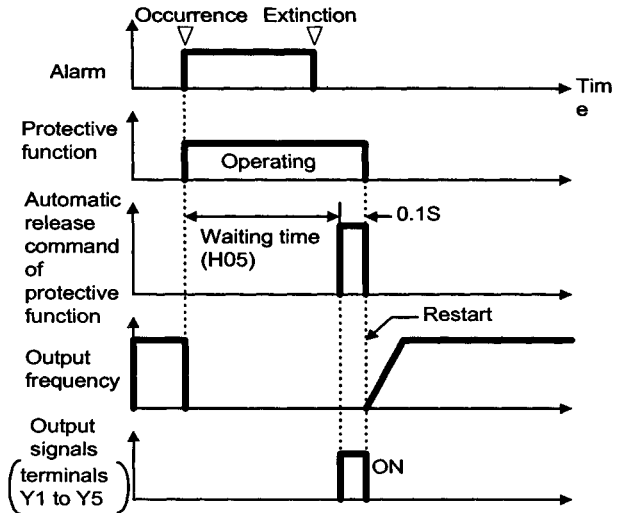 Occurrence Extinction
Alarm
Tim
e
Protective
function
Operating
Automatic
release
command
of
protective
function
0.1S
Waiting time
(H05)
Restart
Output
frequency
Output
signals
terminals
Y1 to Y5
ON